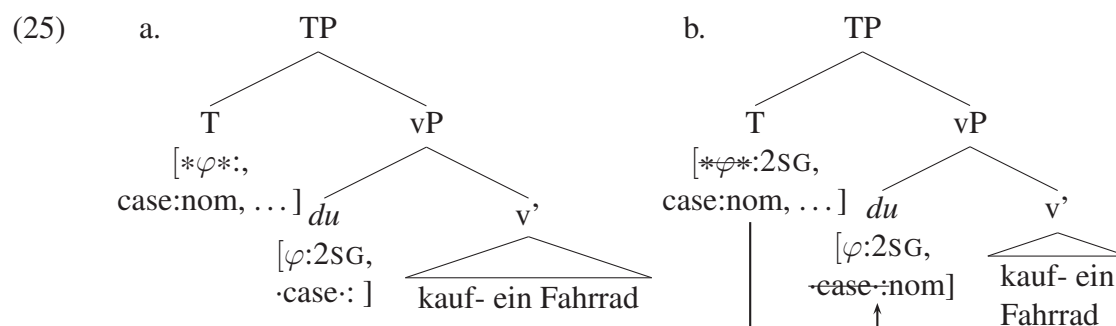 (25) a. TP b. TP
T vP T vP
[∗φ∗:, [∗φ∗:2SG,
case:nom, … ] du v’ case:nom, … ] du v’
[φ:2SG, [φ:2SG,
·case·: ] kauf- ein Fahrrad ·case·:nom] kauf- ein
Fahrrad